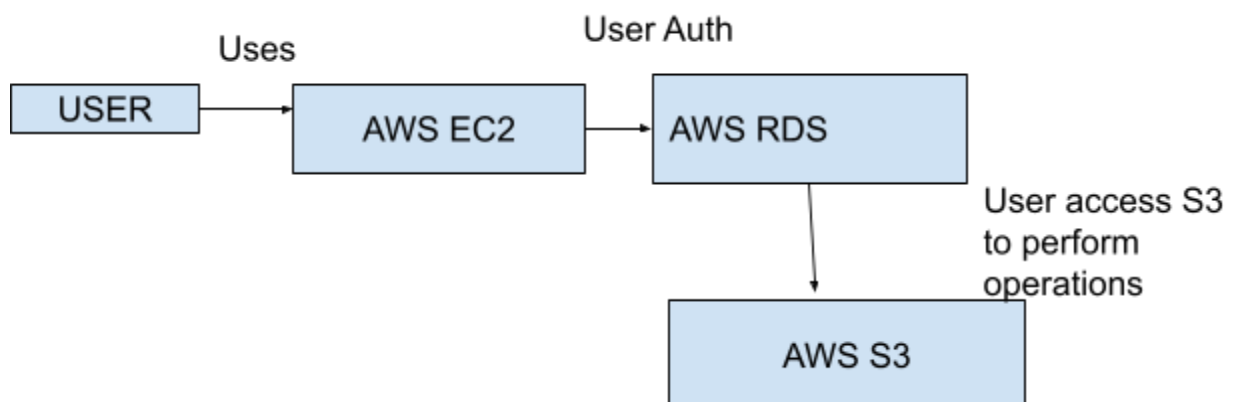 User Auth
Uses
USER
AWS EC2
AWS RDS
User access S3
to perform
operations
AWS S3